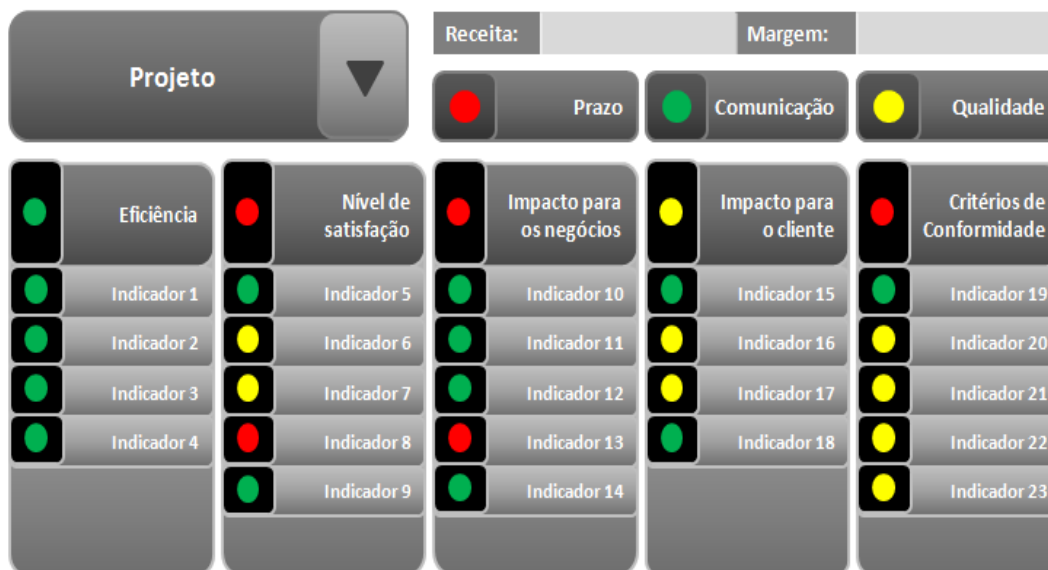 Projeto
Receita:
Margem:
Prazo
Comunicação
Qualidade
Eficiência
Indicador 1
Indicador 2
Indicador 3
Indicador 4
Nível de
satisfação
Indicador 5
Indicador 6
Indicador 7
Indicador 8
Indicador 9
Impacto para
os negócios
Indicador 10
Indicador 11
Indicador 12
Indicador 13
Indicador 14
Impacto para
o cliente
Indicador 15
Indicador 16
Indicador 17
Indicador 18
Critérios de
Conformidade
Indicador 19
Indicador 20
Indicador 21
Indicador 22
Indicador 23